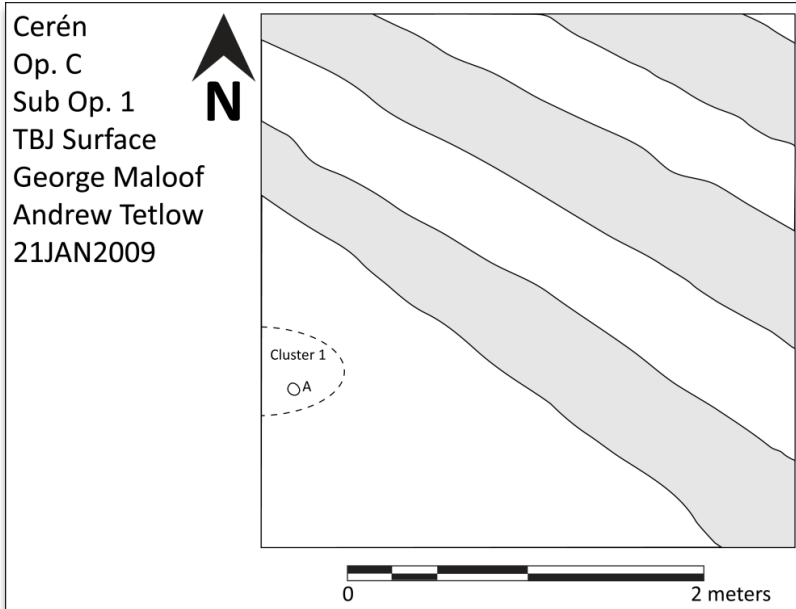 Cerén
Op. C
Sub Op. 1
TBJ Surface
George Maloof
Andrew Tetlow
21JAN2009
N
Cluster 1
A
0
2 meters